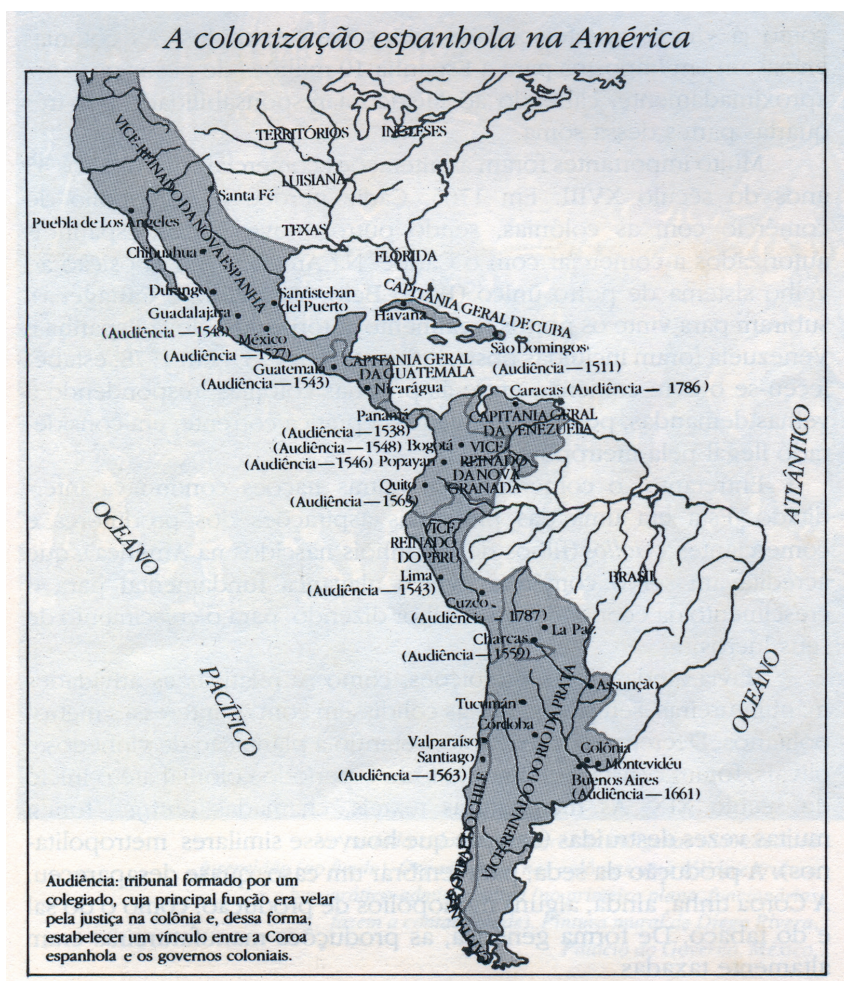 A colonização espanhola na América
VICE-REINADO DA NOVA ESPANHA
TERRITÓRIOS INGLESES
LUISIANA
Santa Fé
Puebla de Los Angeles
TEXAS
FLÓRIDA
Chihuahua
Durango
Santisteban
del Puerto
Guadalajara
(Audiência—1548)
México
(Audiência—1527)
Guatemala
(Audiência—1543)
CAPITANIA GERAL DE CUBA
Havana
São Domingos
(Audiência—1511)
CAPITANIA GERAL
DA GUATEMALA
Nicarágua
Caracas (Audiência—1786)
Panamá
(Audiência—1538)
CAPITANIA GERAL
DA VENEZUELA
(Audiência—1548) Bogotá
(Audiência—1546) Popayan
VICE
REINADO
DA NOVA
GRANADA
Quito
(Audiência—1563)
OCEANO
ATLÂNTICO
VICE
REINADO
DO PERU
Lima
(Audiência—1543)
BRASIL
Cuzco
(Audiência—1787)
La Paz
Charcas
(Audiência—1559)
Assunção
PACÍFICO
OCEANO
Tucumán
Córdoba
Valparaíso
Santiago
(Audiência—1563)
Colônia
Montevidéu
Buenos Aires
(Audiência—1661)
VICE-REINADO DO RIO DA PRATA
Audiência: tribunal formado por um
colegiado, cuja principal função era velar
pela justiça na colônia e, dessa forma,
estabelecer um vínculo entre a Coroa
espanhola e os governos coloniais.